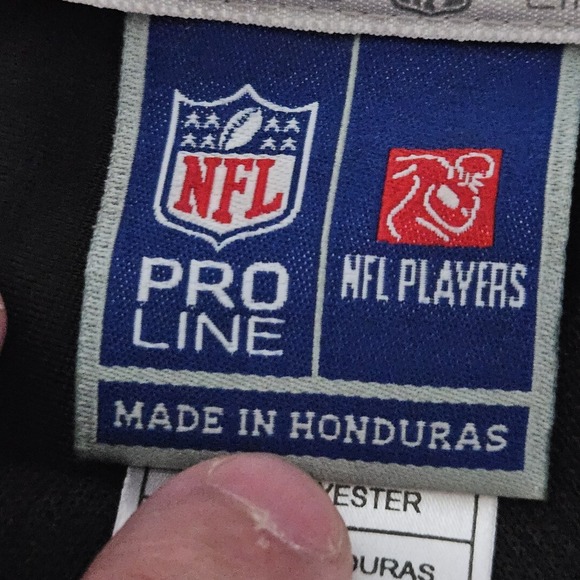 NFL
PRO
LINE
NFL PLAYERS
MADE IN HONDURAS
YESTER
DURAS